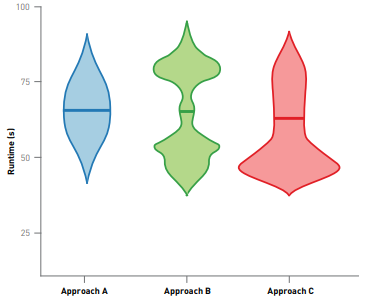 100
75
50
25
Runtime [s]
Approach A
Approach B
Approach C